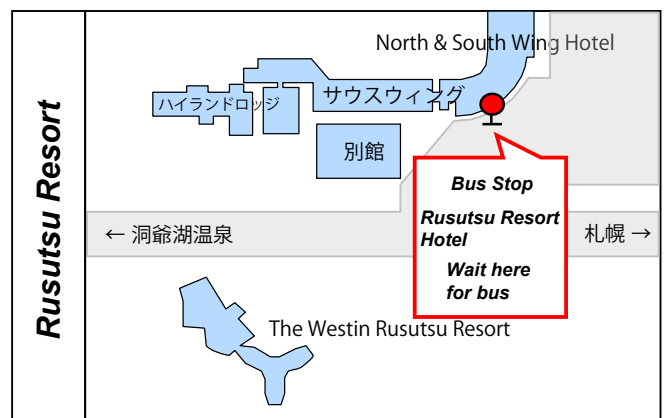 Rusutsu Resort
North & South Wing Hotel
ハイランドロッジ
サウスウィング
別館
Bus Stop
Rusutsu Resort
Hotel
Wait here
for bus
← 洞爺湖温泉
札幌 →
The Westin Rusutsu Resort